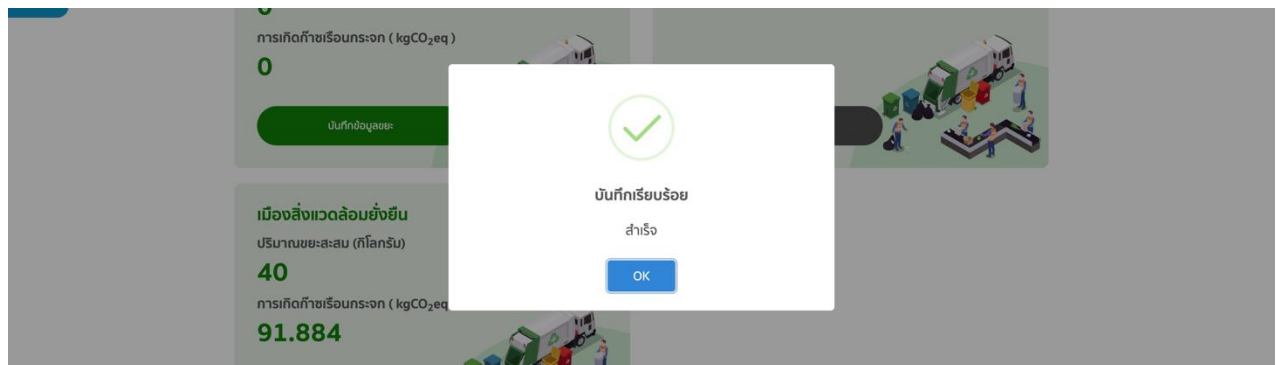 การเกิดก๊าซเรือนกระจก ( kgCO₂eq )
0
บันทึกข้อมูลขยะ
บันทึกเรียบร้อย
สำเร็จ
OK
เมืองสิ่งแวดล้อมยั่งยืน
ปริมาณขยะสะสม (กิโลกรัม)
40
การเกิดก๊าซเรือนกระจก ( kgCO₂eq
91.884